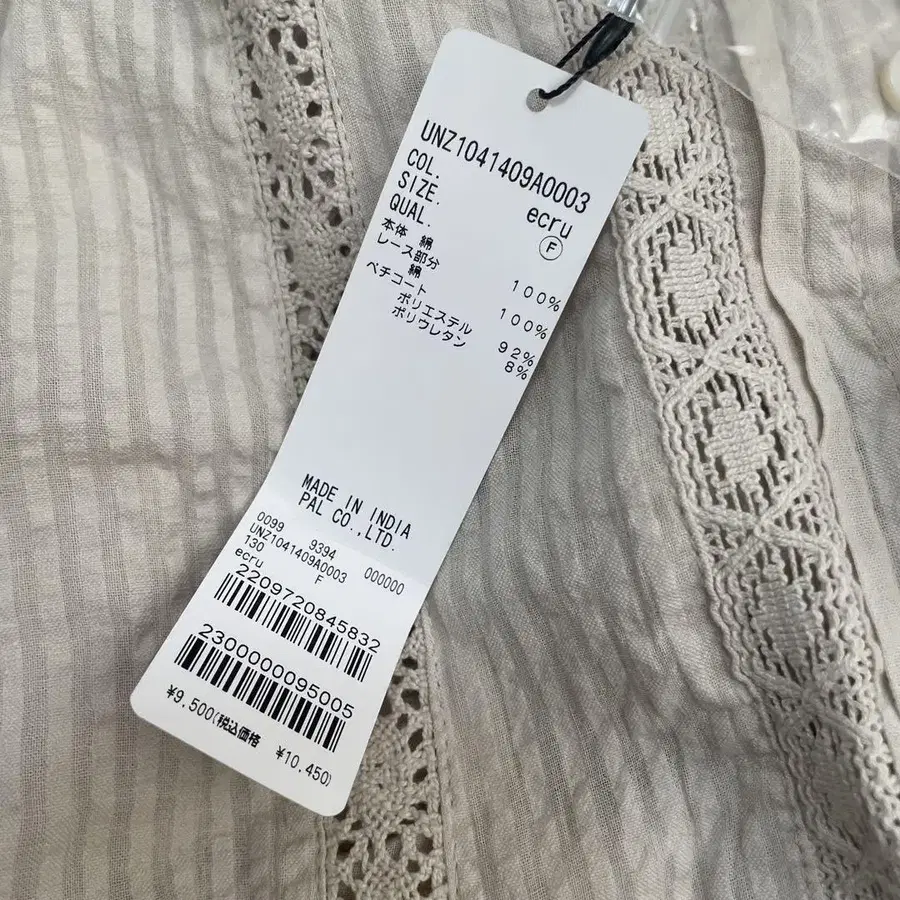 UNZ1041409A0003
COL. ecru
SIZE. F
QUAL.
本体 綿 100%
レース部分
綿 100%
ペチコート
ポリエステル 92%
ポリウレタン 8%
MADE IN INDIA
PAL CO.,LTD.
0099 9394 000000
UNZ1041409A0003
130 F
ecru
2209720845832
2300000095005
¥9,500(税込価格 ¥10,450)